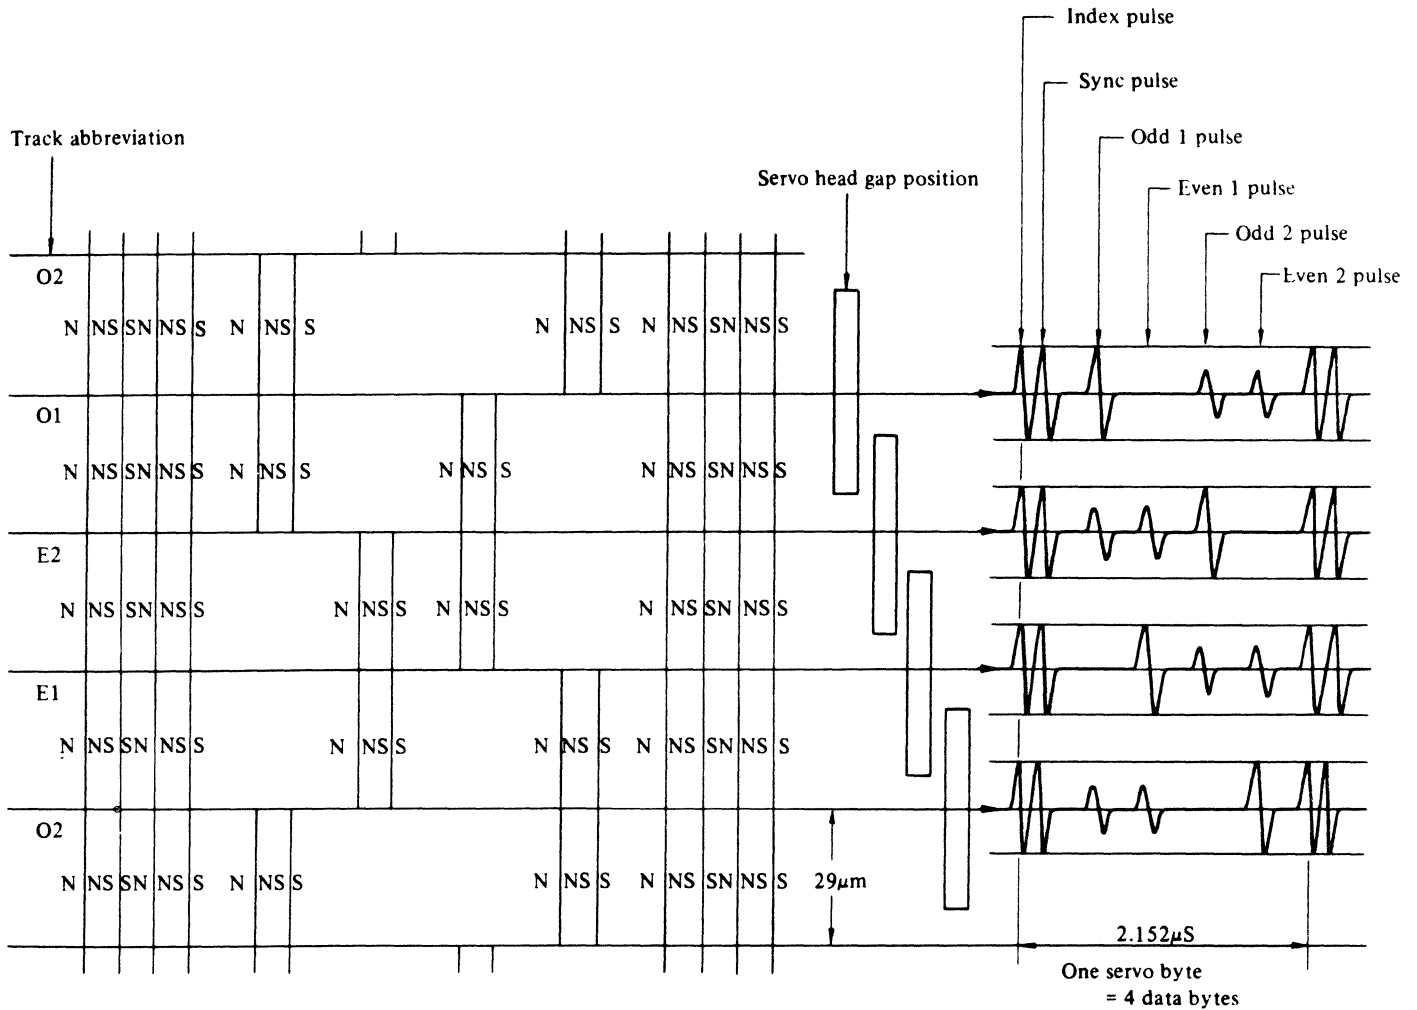 Index pulse
Sync pulse
Track abbreviation
Odd 1 pulse
Servo head gap position
Even 1 pulse
Odd 2 pulse
Even 2 pulse
O2
N NS SN NS S N NS S N NS S N NS SN NS S
O1
N NS SN NS S N NS S N NS S N NS SN NS S
E2
N NS SN NS S N NS S N NS S N NS SN NS S
E1
N NS SN NS S N NS S N NS S N NS SN NS S
O2
N NS SN NS S N NS S N NS S N NS SN NS S
29μm
2.152μS
One servo byte
= 4 data bytes